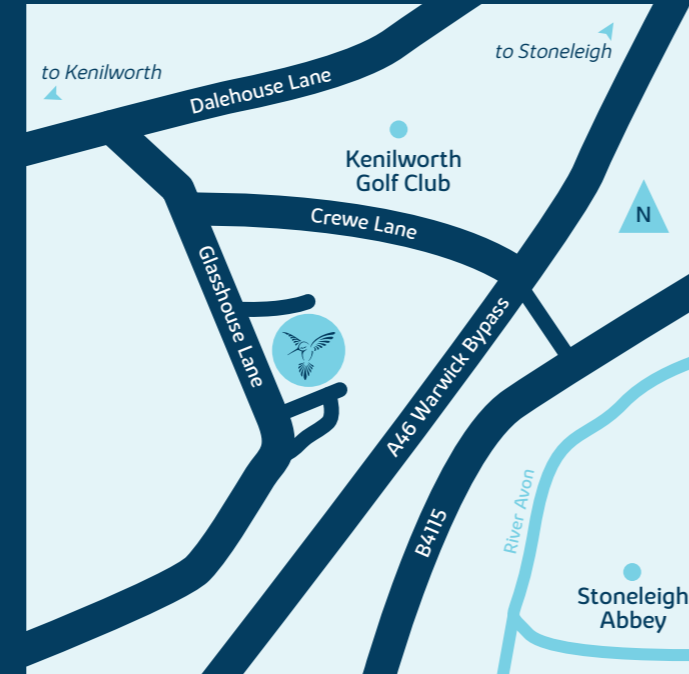 to Kenilworth
Dalehouse Lane
to Stoneleigh
Kenilworth
Golf Club
N
Crewe Lane
Glasshouse Lane
A46 Warwick Bypass
B4115
River Avon
Stoneleigh
Abbey